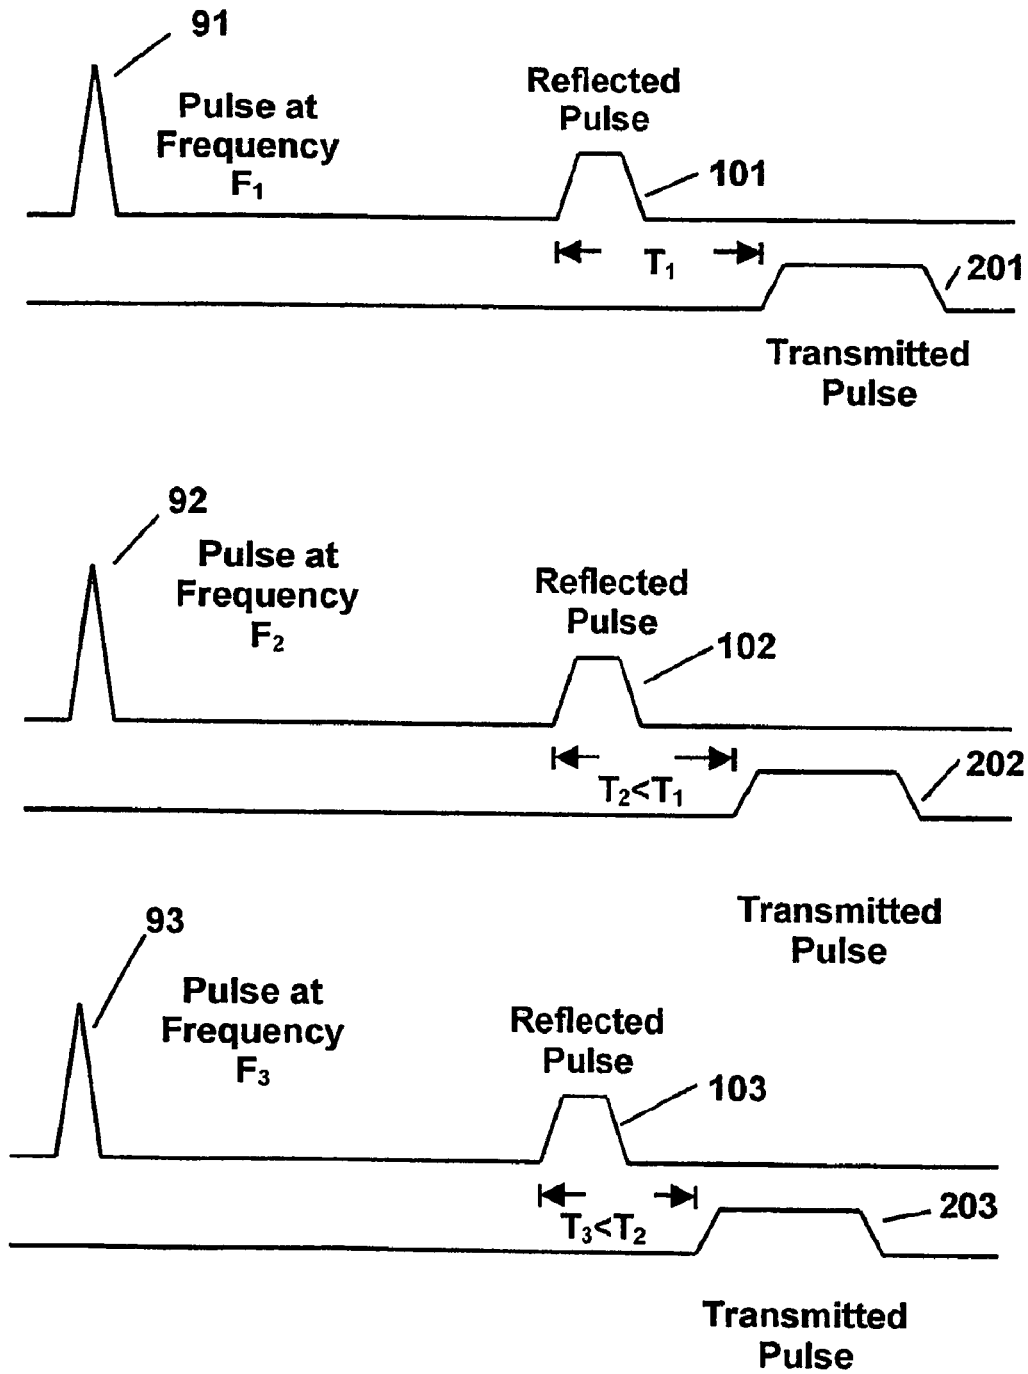 91
Pulse at
Frequency
F₁
Reflected
Pulse
101
T₁
201
Transmitted
Pulse
92
Pulse at
Frequency
F₂
Reflected
Pulse
102
T₂<T₁
202
Transmitted
Pulse
93
Pulse at
Frequency
F₃
Reflected
Pulse
103
T₃<T₂
203
Transmitted
Pulse